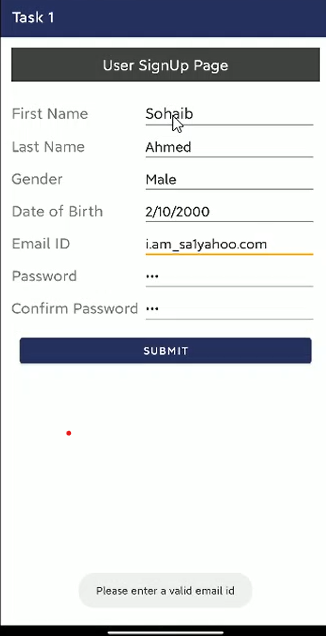 Task 1
User SignUp Page
First Name Sohaib
Last Name Ahmed
Gender Male
Date of Birth 2/10/2000
Email ID i.am_sa1yahoo.com
Password •••
Confirm Password •••
SUBMIT
Please enter a valid email id